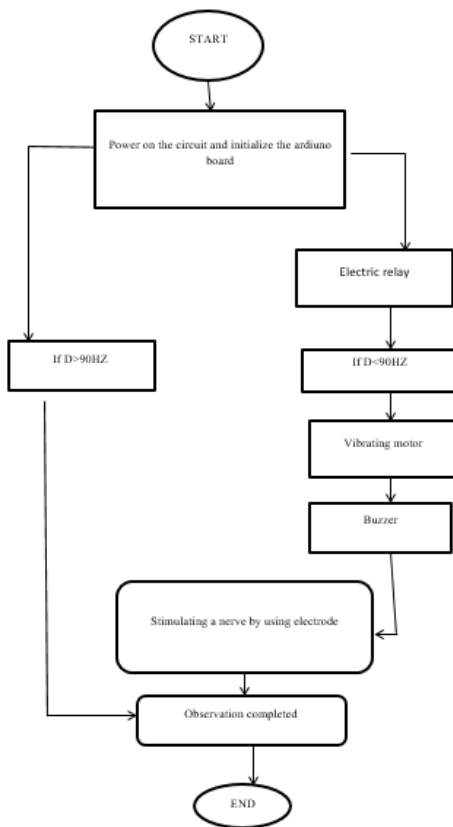 START
Power on the circuit and initialize the ardiuno
board
Electric relay
If D>90HZ
If D<90HZ
Vibrating motor
Buzzer
Stimulating a nerve by using electrode
Observation completed
END